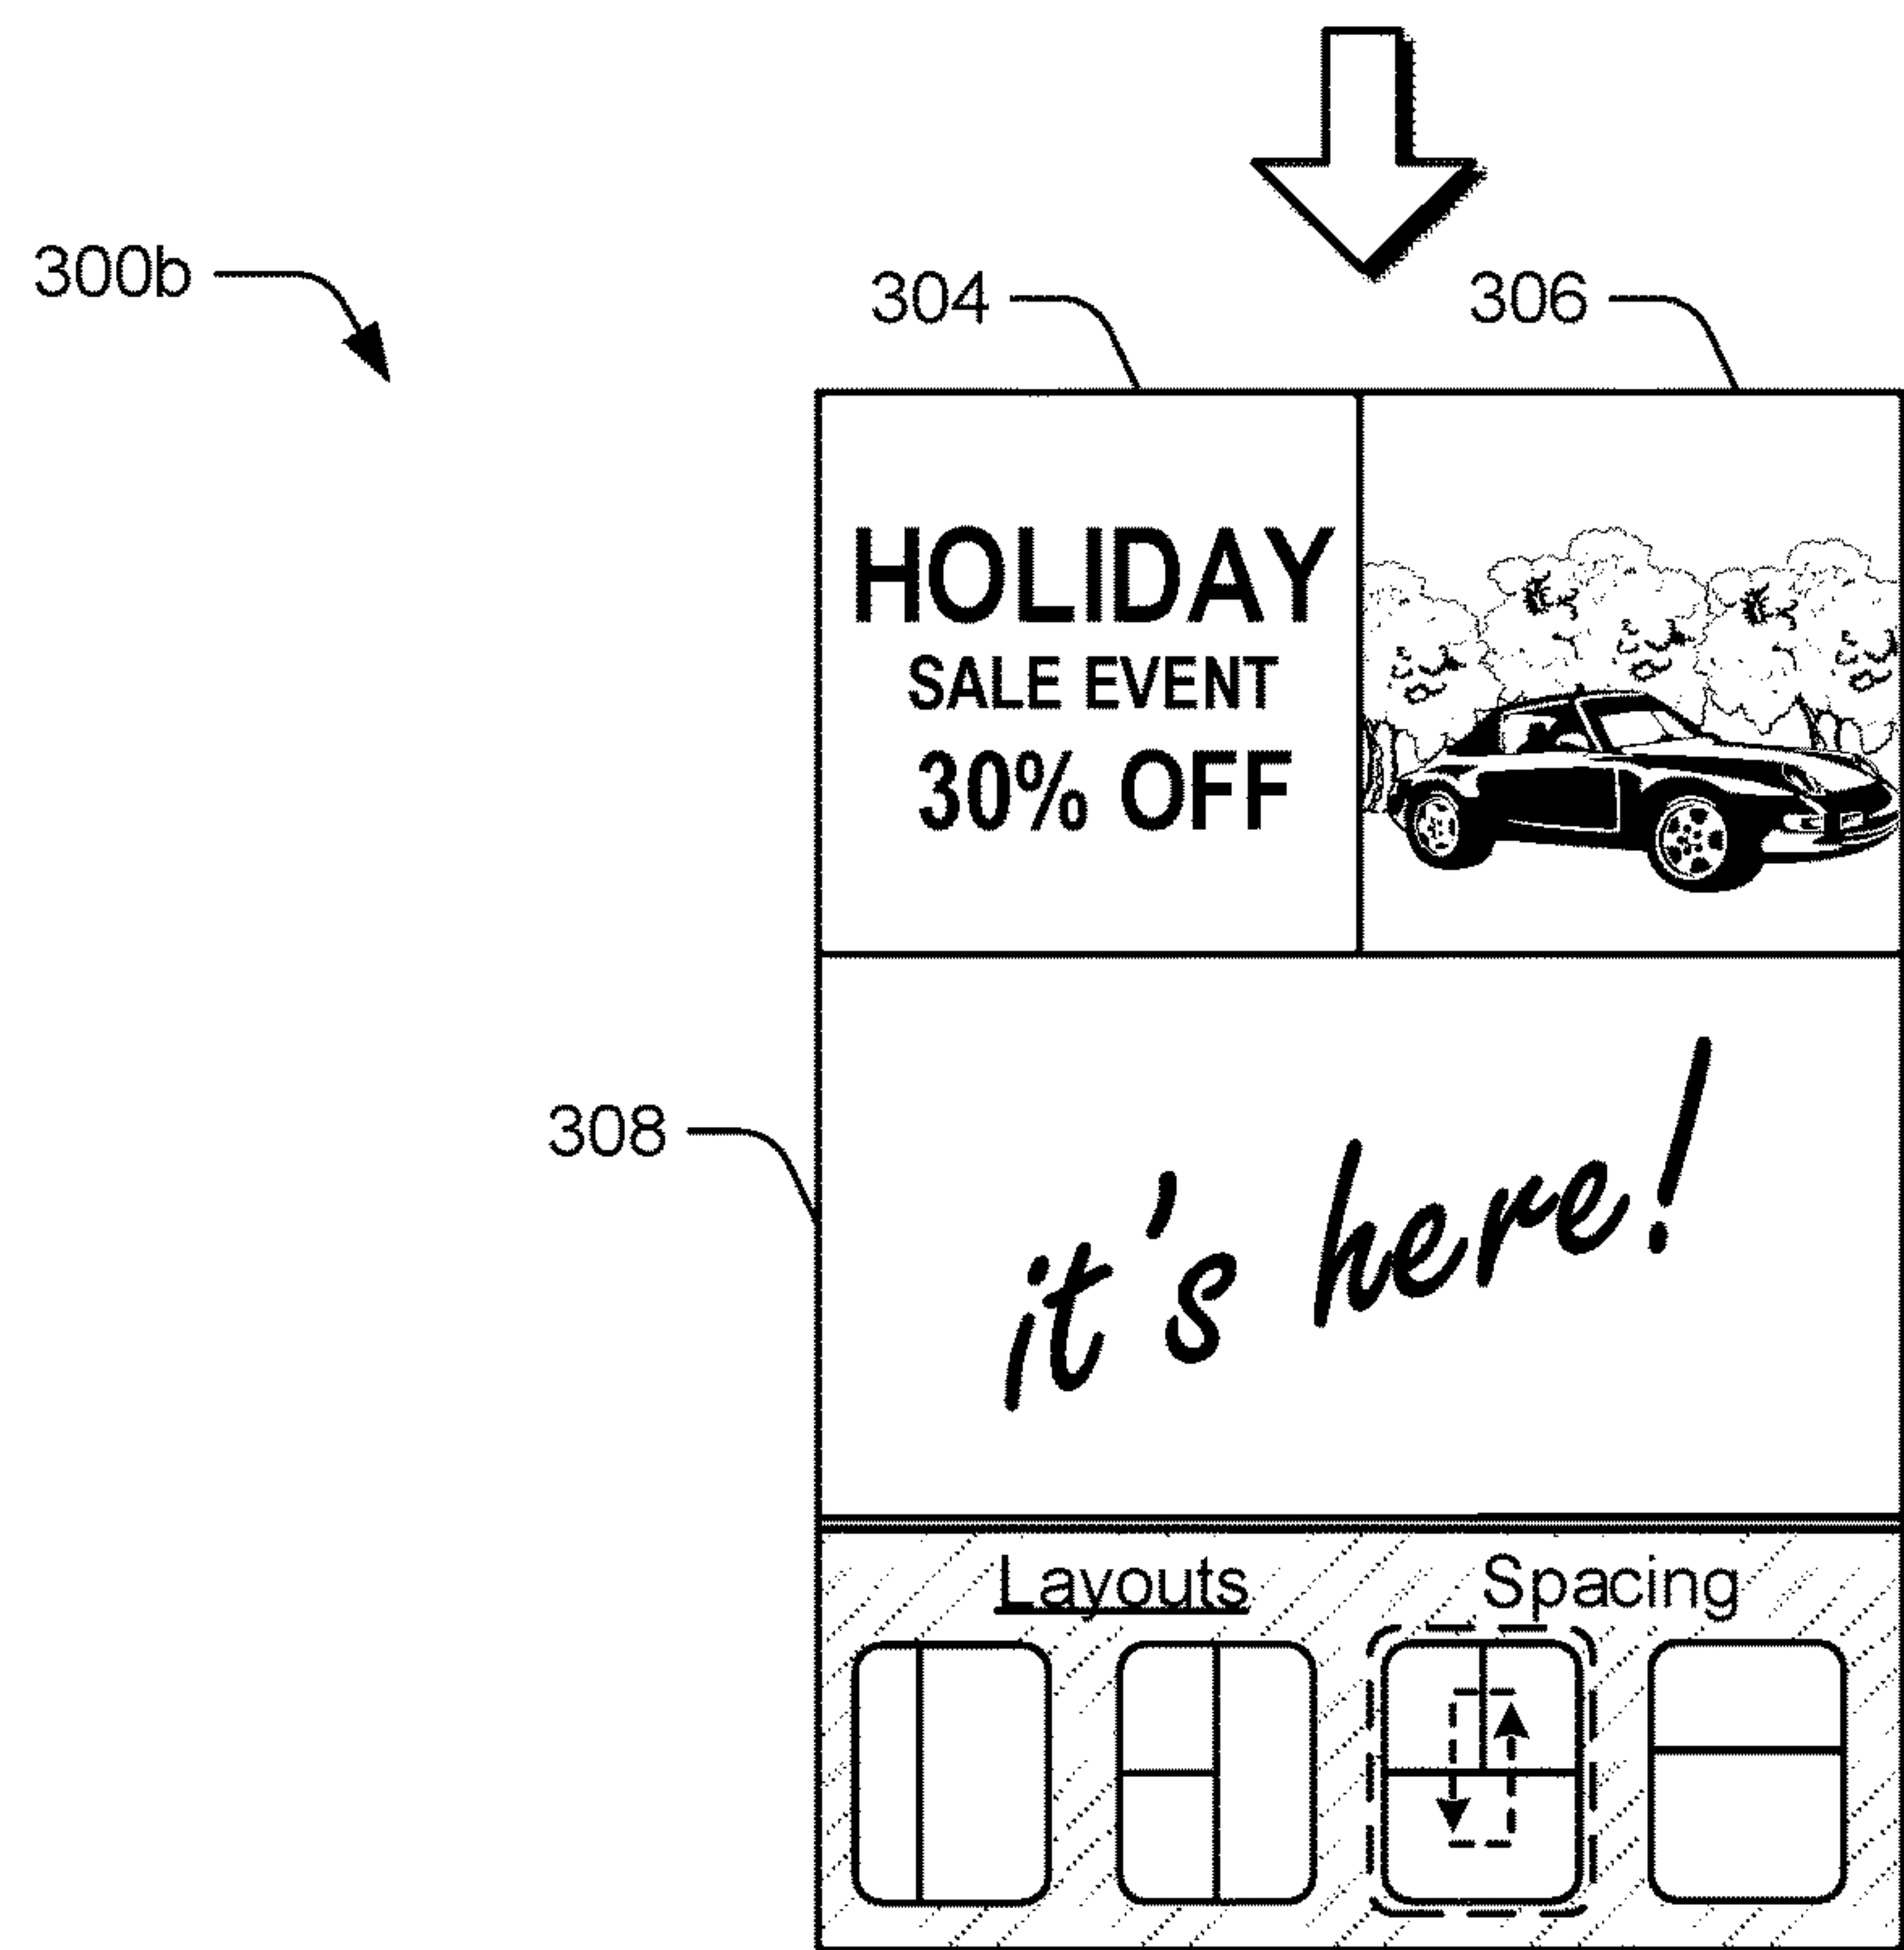 300b
304
306
HOLIDAY
SALE EVENT
30% OFF
308
it's here!
Layouts Spacing